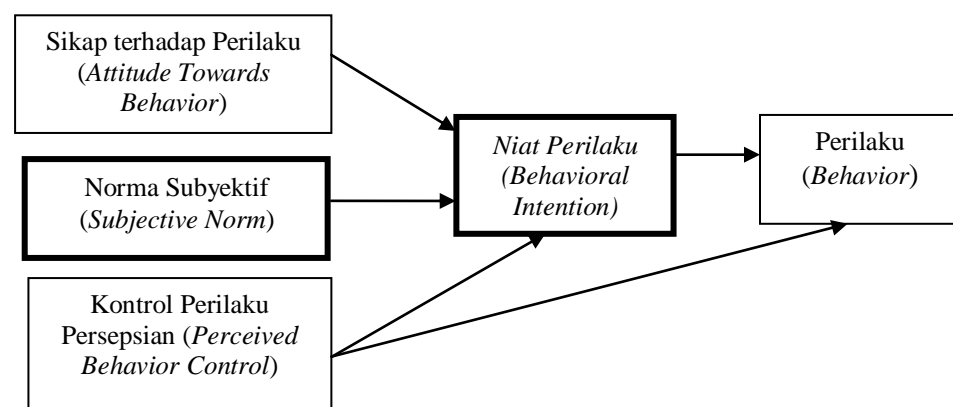 Sikap terhadap Perilaku
(Attitude Towards
Behavior)
Norma Subyektif
(Subjective Norm)
Kontrol Perilaku
Persepsian (Perceived
Behavior Control)
Niat Perilaku
(Behavioral
Intention)
Perilaku
(Behavior)